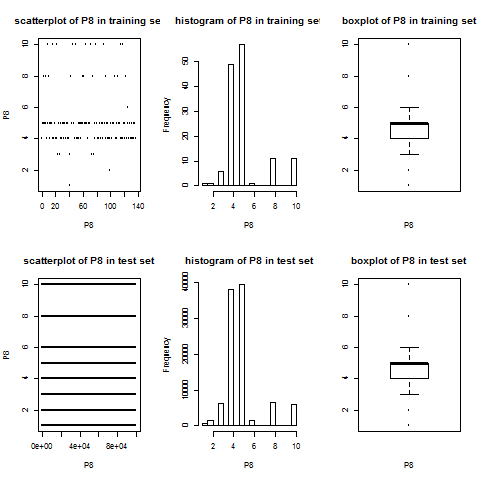 scatterplot of P8 in training se
P8
10
8
6
4
2
0 20 60 100 140
P8
histogram of P8 in training set
Frequency
50
40
30
20
10
0
2 4 6 8 10
P8
boxplot of P8 in training set
10
8
6
4
2
P8
scatterplot of P8 in test set
P8
10
8
6
4
2
0e+00 4e+04 8e+04
P8
histogram of P8 in test set
Frequency
40000
30000
20000
10000
0
2 4 6 8 10
P8
boxplot of P8 in test set
10
8
6
4
2
P8